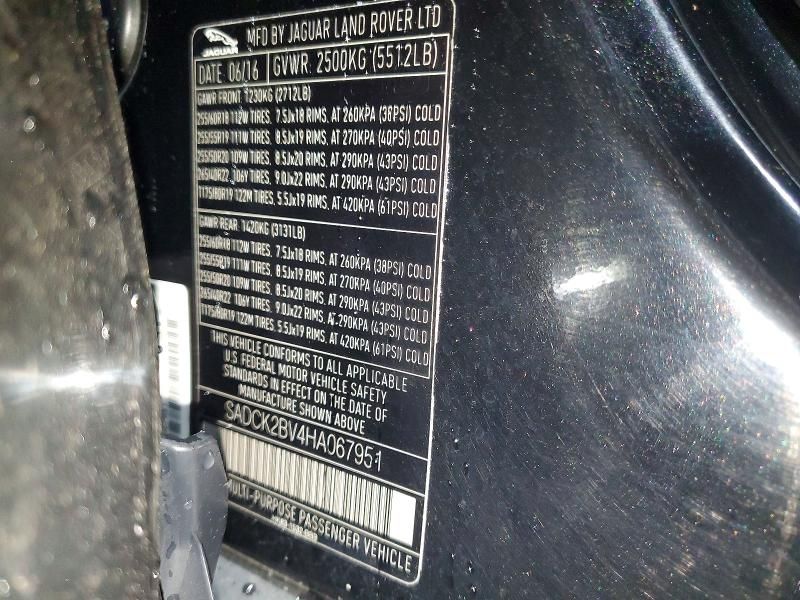 JAGUAR
MFD BY JAGUAR LAND ROVER LTD
DATE 06/16 GVWR 2500KG (5512LB)
GAWR FRONT 1230KG (2712LB)
255/60R18 112W TIRES, 7.5Jx18 RIMS, AT 260KPA (38PSI) COLD
255/55R19 111W TIRES, 8.5Jx19 RIMS, AT 270KPA (40PSI) COLD
255/50R20 109W TIRES, 8.5Jx20 RIMS, AT 290KPA (43PSI) COLD
265/40R22 106Y TIRES, 9.0Jx22 RIMS, AT 290KPA (43PSI) COLD
T175/80R19 122M TIRES, 5.5Jx19 RIMS, AT 420KPA (61PSI) COLD
GAWR REAR 1420KG (3131LB)
255/60R18 112W TIRES, 7.5Jx18 RIMS, AT 260KPA (38PSI) COLD
255/55R19 111W TIRES, 8.5Jx19 RIMS, AT 270KPA (40PSI) COLD
255/50R20 109W TIRES, 8.5Jx20 RIMS, AT 290KPA (43PSI) COLD
265/40R22 106Y TIRES, 9.0Jx22 RIMS, AT 290KPA (43PSI) COLD
T175/80R19 122M TIRES, 5.5Jx19 RIMS, AT 420KPA (61PSI) COLD
THIS VEHICLE CONFORMS TO ALL APPLICABLE
U.S. FEDERAL MOTOR VEHICLE SAFETY
STANDARDS IN EFFECT ON THE DATE OF
MANUFACTURE SHOWN ABOVE
SADCK2BV4HA067951
MULTI-PURPOSE PASSENGER VEHICLE